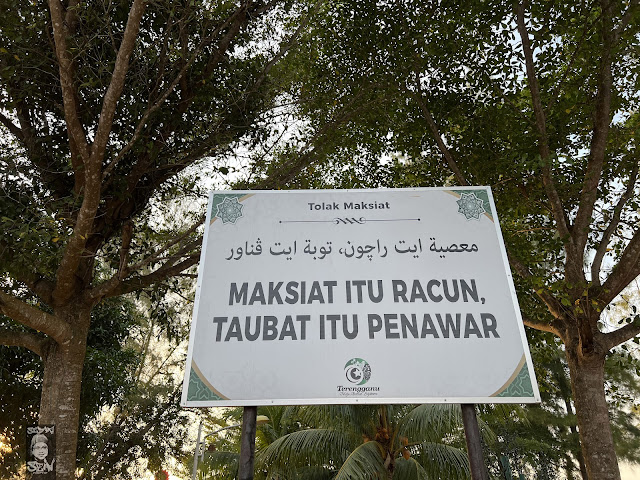 Tolak Maksiat
معصية ايت راچون، توبة ايت ڤناور
MAKSIAT ITU RACUN,
TAUBAT ITU PENAWAR
Terengganu